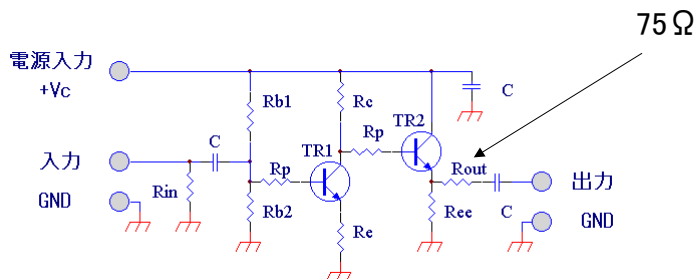 75Ω
電源入力
+Vc
Rb1
Rc
C
TR2
Rp
C
TR1
入力
Rp
Rout
出力
Rin
GND
Rb2
Ree
C
GND
Re